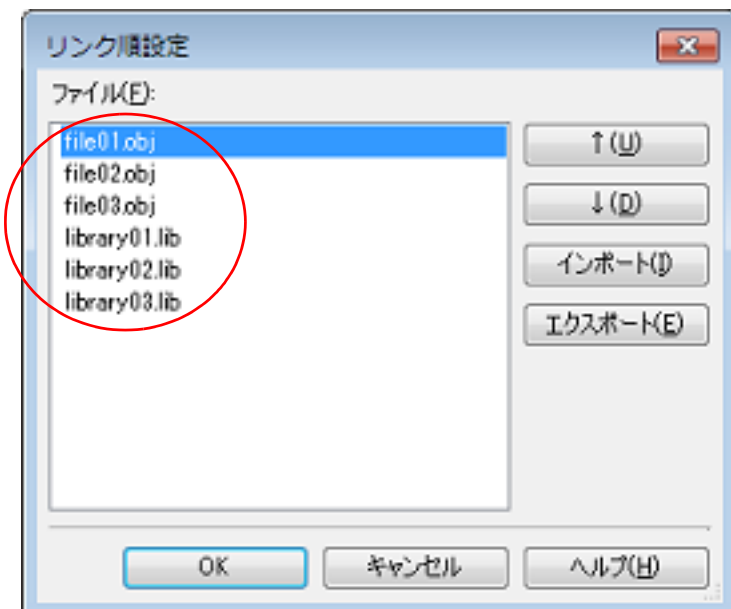 リンク順設定
ファイル(F):
file01.obj
file02.obj
file03.obj
library01.lib
library02.lib
library03.lib
↑(U)
↓(D)
インポート(I)
エクスポート(E)
OK
キャンセル
ヘルプ(H)